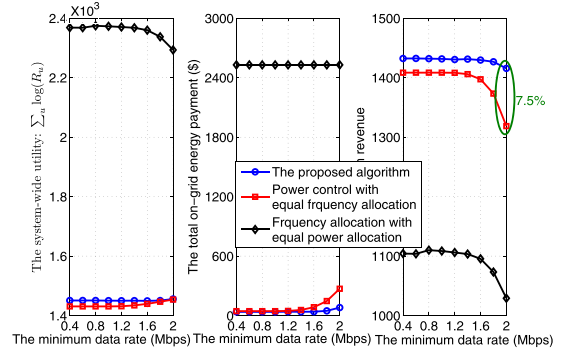 X10³
2.4
2.2
2
1.8
1.6
1.4
0.4 0.8 1.2 1.6 2
The minimum data rate (Mbps)
The system-wide utility: ∑ᵤ log(Rᵤ)
3000
2400
1800
1200
600
0
0.4 0.8 1.2 1.6 2
The minimum data rate (Mbps)
The total on-grid energy payment ($)
1500
1400
1300
1100
1000
0.4 0.8 1.2 1.6 2
The minimum data rate (Mbps)
revenue
7.5%
The proposed algorithm
Power control with
equal frquency allocation
Frquency allocation with
equal power allocation